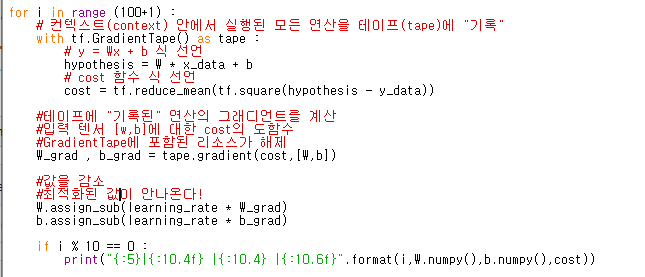 for i in range (100+1) :
    # 컨텍스트(context) 안에서 실행된 모든 연산을 테이프(tape)에 "기록"
    with tf.GradientTape() as tape :
        # y = Wx + b 식 선언
        hypothesis = W * x_data + b
        # cost 함수 식 선언
        cost = tf.reduce_mean(tf.square(hypothesis - y_data))

    #테이프에 "기록된" 연산의 그래디언트를 계산
    #입력 텐서 [w,b]에 대한 cost의 도함수
    #GradientTape에 포함된 리소스가 해제
    W_grad , b_grad = tape.gradient(cost,[W,b])

    #값을 감소
    #최적화된 값이 안나온다!
    W.assign_sub(learning_rate * W_grad)
    b.assign_sub(learning_rate * b_grad)

    if i % 10 == 0 :
        print("{:5}|{:10.4f} |{:10.4} |{:10.6f}".format(i,W.numpy(),b.numpy(),cost))